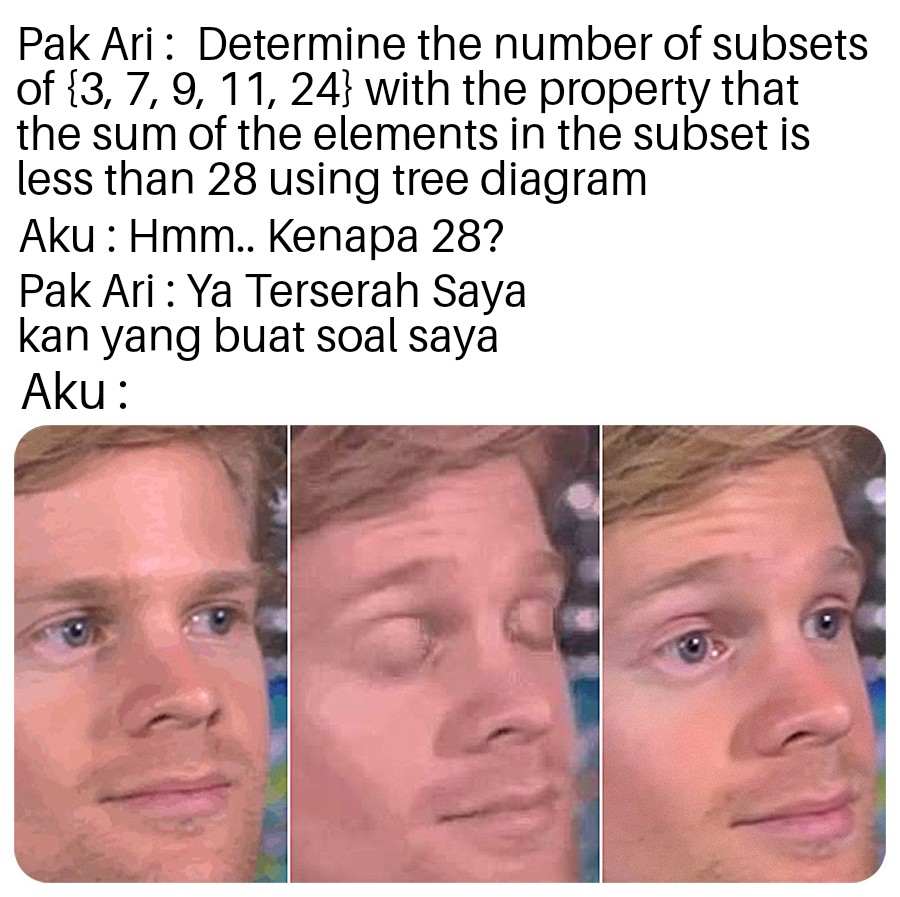 Pak Ari :  Determine the number of subsets
of {3, 7, 9, 11, 24} with the property that
the sum of the elements in the subset is
less than 28 using tree diagram
Aku : Hmm.. Kenapa 28?
Pak Ari : Ya Terserah Saya
kan yang buat soal saya
Aku :